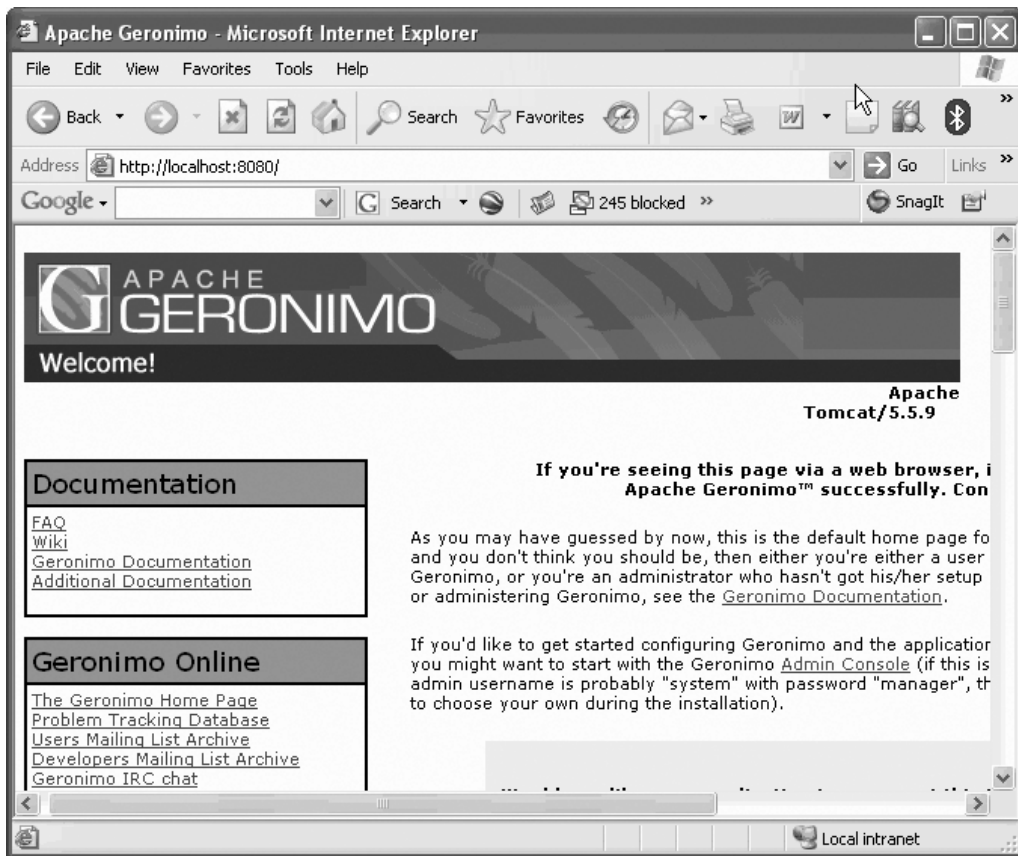 Apache Geronimo - Microsoft Internet Explorer
File Edit View Favorites Tools Help
Back Search Favorites
Address http://localhost:8080/ Go Links »
Google Search 245 blocked » SnagIt
APACHE
GERONIMO
Welcome!
Apache
Tomcat/5.5.9
Documentation
FAQ
Wiki
Geronimo Documentation
Additional Documentation
Geronimo Online
The Geronimo Home Page
Problem Tracking Database
Users Mailing List Archive
Developers Mailing List Archive
Geronimo IRC chat
If you're seeing this page via a web browser, i
Apache Geronimo™ successfully. Con
As you may have guessed by now, this is the default home page fo
and you don't think you should be, then either you're either a user
Geronimo, or you're an administrator who hasn't got his/her setup
or administering Geronimo, see the Geronimo Documentation.
If you'd like to get started configuring Geronimo and the application
you might want to start with the Geronimo Admin Console (if this is
admin username is probably "system" with password "manager", th
to choose your own during the installation).
Local intranet